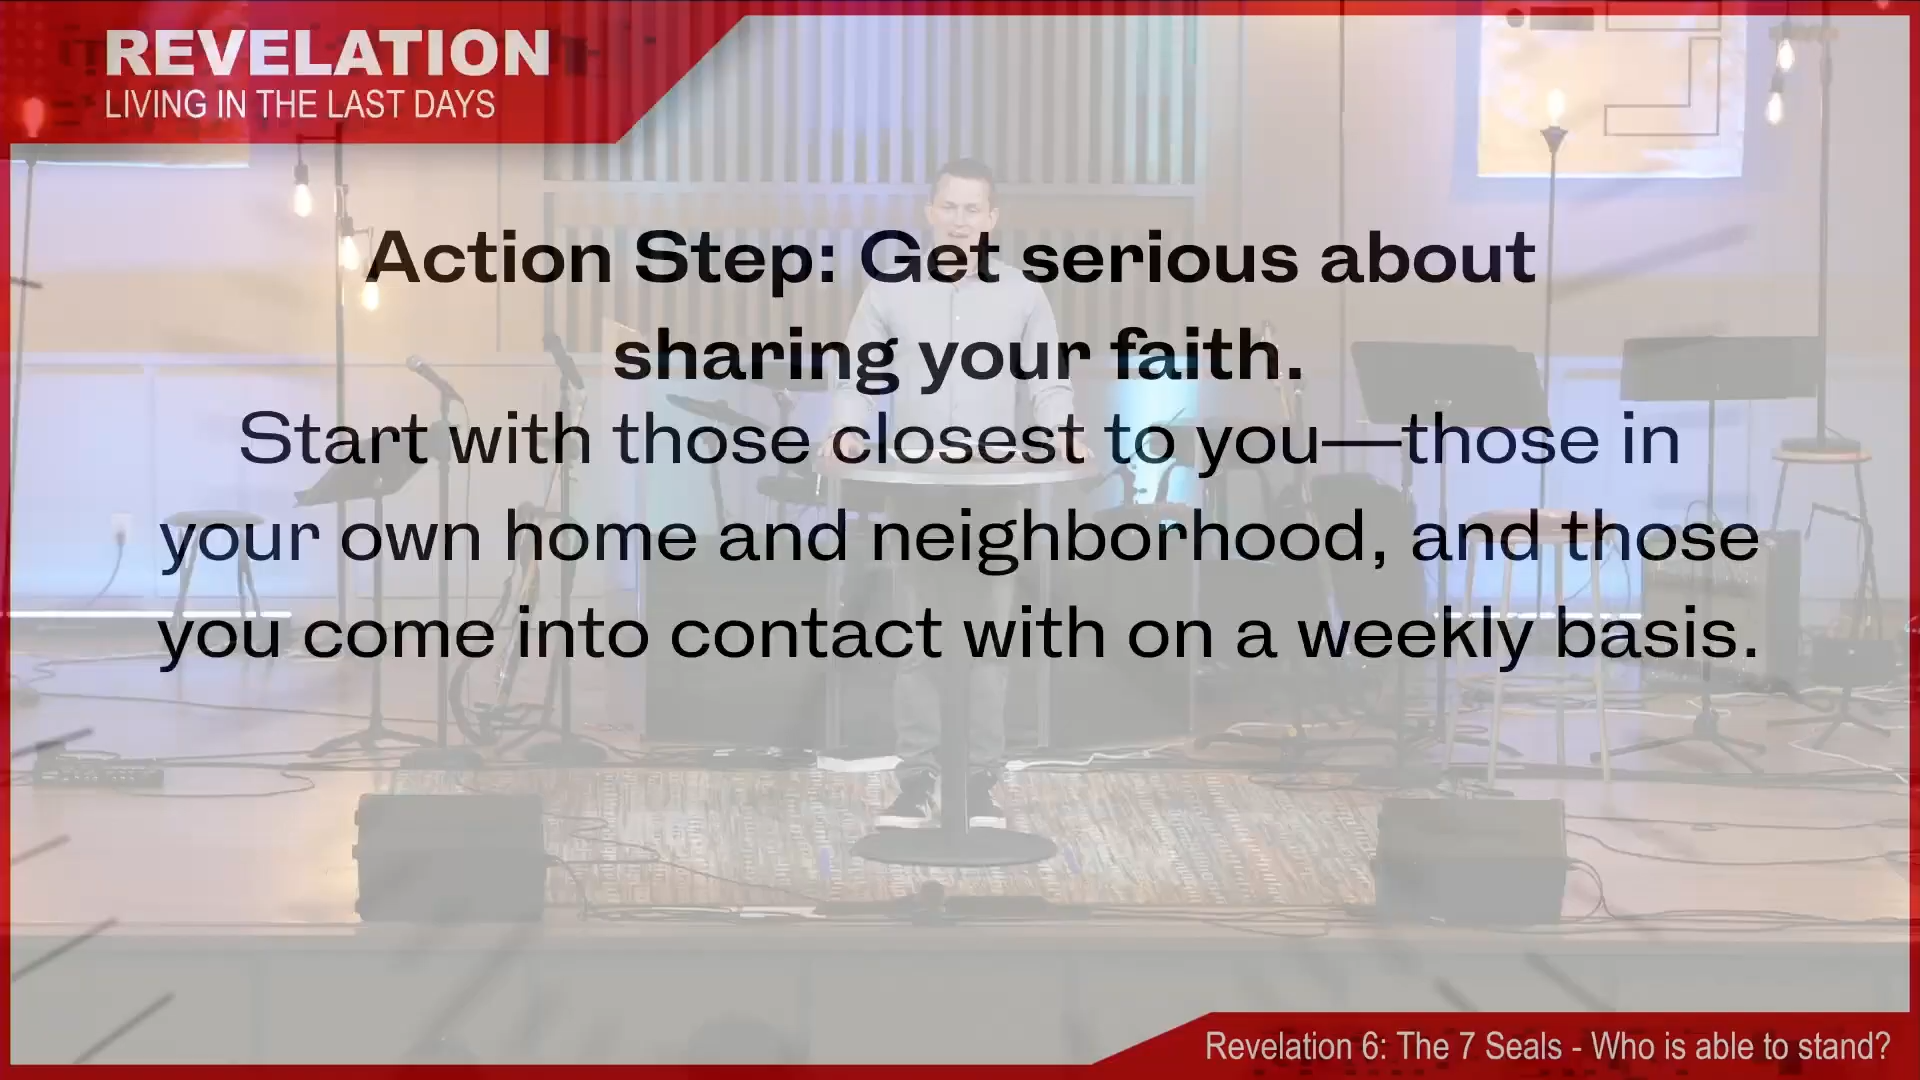 REVELATION
LIVING IN THE LAST DAYS
Action Step: Get serious about
sharing your faith.
Start with those closest to you—those in
your own home and neighborhood, and those
you come into contact with on a weekly basis.
Revelation 6: The 7 Seals - Who is able to stand?